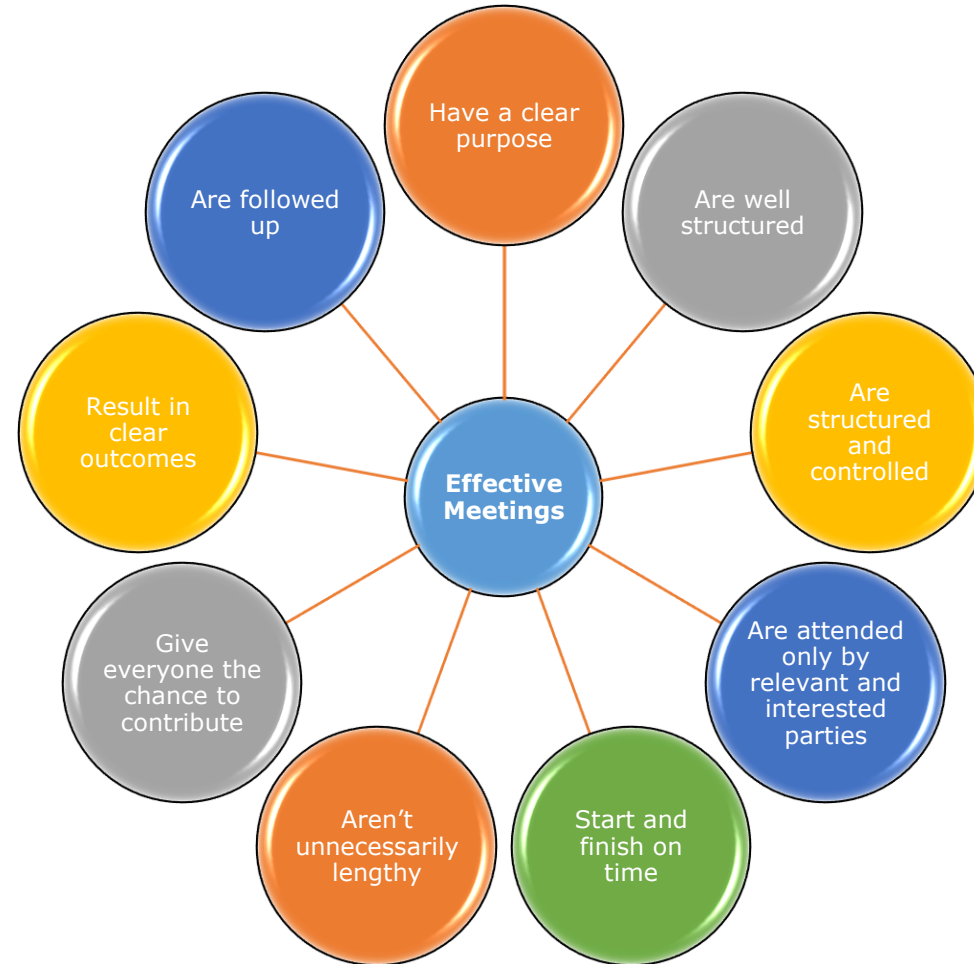 Have a clear
purpose
Are well
structured
Are
structured
and
controlled
Are attended
only by
relevant and
interested
parties
Start and
finish on
time
Aren’t
unnecessarily
lengthy
Give
everyone the
chance to
contribute
Result in
clear
outcomes
Are followed
up
Effective
Meetings